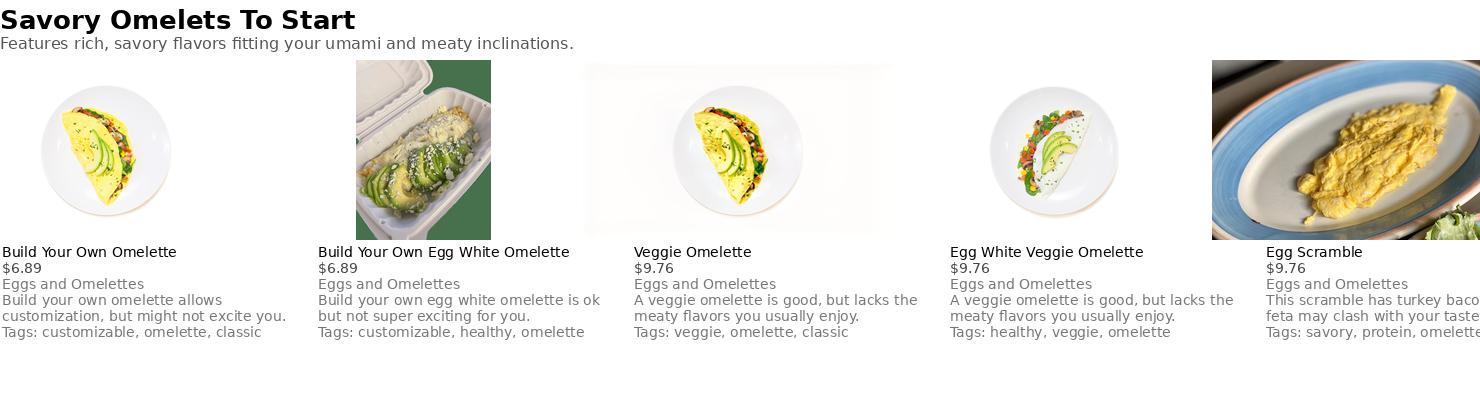 Savory Omelets To Start
Features rich, savory flavors fitting your umami and meaty inclinations.
Build Your Own Omelette
$6.89
Eggs and Omelettes
Build your own omelette allows
customization, but might not excite you.
Tags: customizable, omelette, classic
Build Your Own Egg White Omelette
$6.89
Eggs and Omelettes
Build your own egg white omelette is ok
but not super exciting for you.
Tags: customizable, healthy, omelette
Veggie Omelette
$9.76
Eggs and Omelettes
A veggie omelette is good, but lacks the
meaty flavors you usually enjoy.
Tags: veggie, omelette, classic
Egg White Veggie Omelette
$9.76
Eggs and Omelettes
A veggie omelette is good, but lacks the
meaty flavors you usually enjoy.
Tags: healthy, veggie, omelette
Egg Scramble
$9.76
Eggs and Omelettes
This scramble has turkey baco
feta may clash with your taste
Tags: savory, protein, omelette